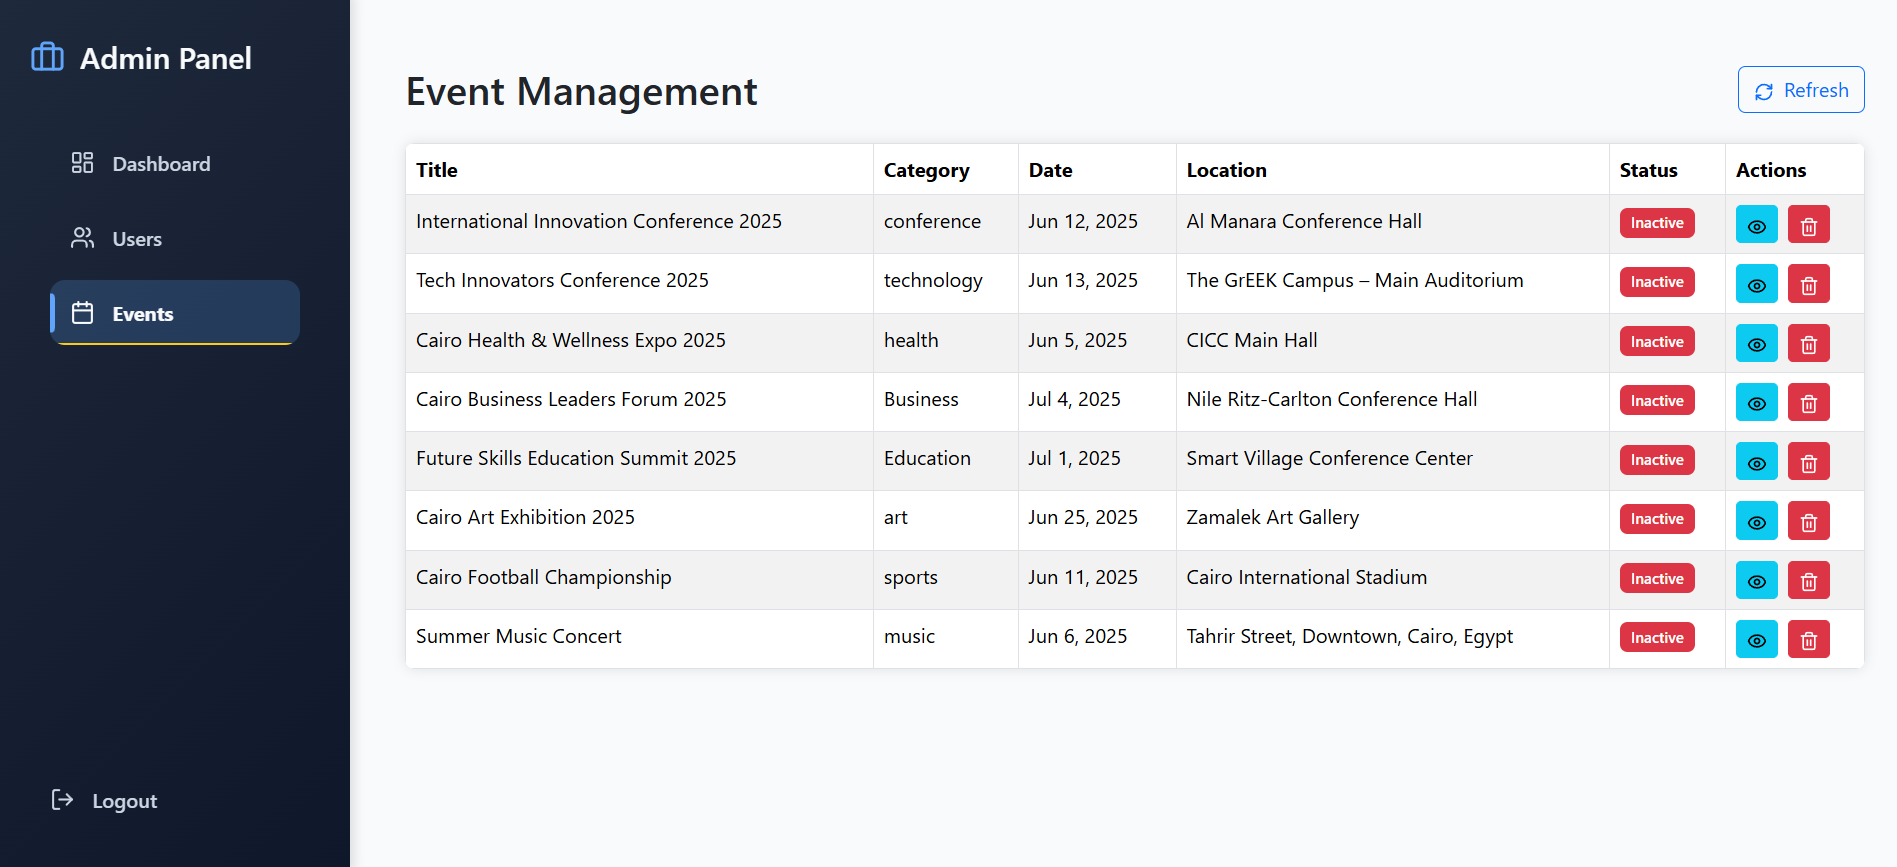 Admin Panel
Dashboard
Users
Events
Logout
Event Management
Refresh
Title Category Date Location Status Actions
International Innovation Conference 2025 conference Jun 12, 2025 Al Manara Conference Hall Inactive
Tech Innovators Conference 2025 technology Jun 13, 2025 The GrEEK Campus – Main Auditorium Inactive
Cairo Health & Wellness Expo 2025 health Jun 5, 2025 CICC Main Hall Inactive
Cairo Business Leaders Forum 2025 Business Jul 4, 2025 Nile Ritz-Carlton Conference Hall Inactive
Future Skills Education Summit 2025 Education Jul 1, 2025 Smart Village Conference Center Inactive
Cairo Art Exhibition 2025 art Jun 25, 2025 Zamalek Art Gallery Inactive
Cairo Football Championship sports Jun 11, 2025 Cairo International Stadium Inactive
Summer Music Concert music Jun 6, 2025 Tahrir Street, Downtown, Cairo, Egypt Inactive